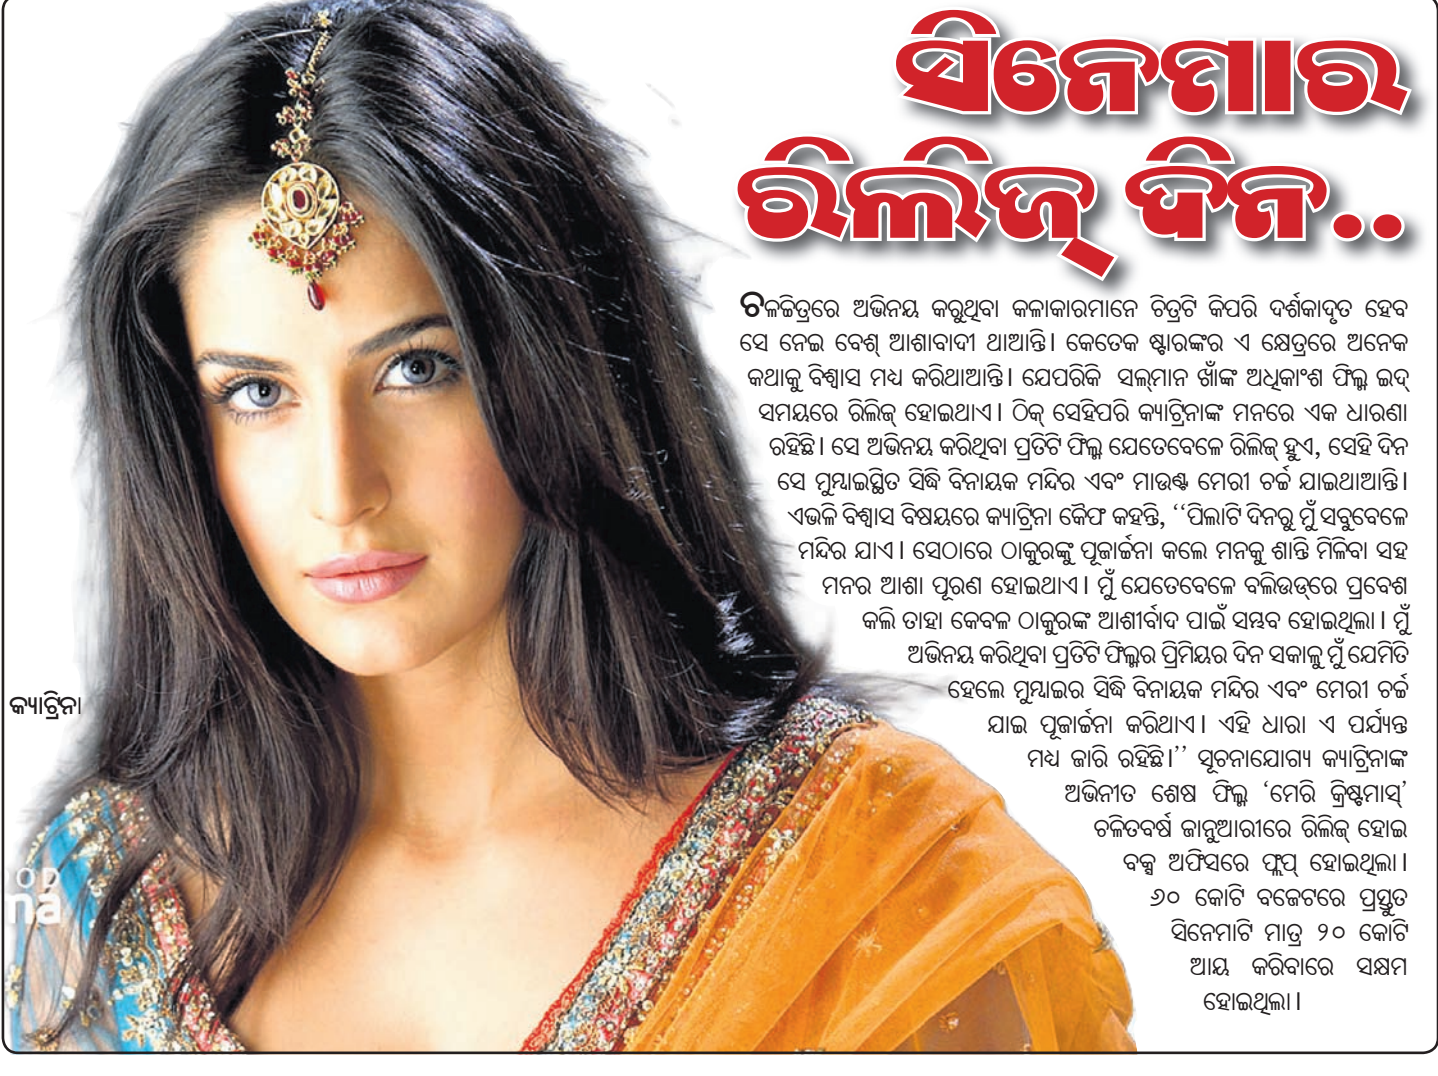 ସିନେମାର
ରିଲିଜ୍ ଦିନ..
ଚଳଚ୍ଚିତ୍ରରେ ଅଭିନୟ କରୁଥିବା କଳାକାରମାନେ ଚିତ୍ରଟି କିପରି ଦର୍ଶକାଦୃତ ହେବ
ସେ ନେଇ ବେଶ୍ ଆଶାବାଦୀ ଥାଆନ୍ତି। କେତେକ ଷ୍ଟାରଙ୍କର ଏ କ୍ଷେତ୍ରରେ ଅନେକ
କଥାକୁ ବିଶ୍ୱାସ ମଧ୍ୟ କରିଥାଆନ୍ତି। ଯେପରିକି ସଲ୍‌ମାନ ଖାଁଙ୍କ ଅଧିକାଂଶ ଫିଲ୍ମ ଇଦ୍
ସମୟରେ ରିଲିଜ୍ ହୋଇଥାଏ। ଠିକ୍ ସେହିପରି କ୍ୟାଟ୍ରିନାଙ୍କ ମନରେ ଏକ ଧାରଣା
ରହିଛି। ସେ ଅଭିନୟ କରିଥିବା ପ୍ରତିଟି ଫିଲ୍ମ ଯେତେବେଳେ ରିଲିଜ୍ ହୁଏ, ସେହି ଦିନ
ସେ ମୁମ୍ବାଇସ୍ଥିତ ସିଦ୍ଧି ବିନାୟକ ମନ୍ଦିର ଏବଂ ମାଉଣ୍ଟ ମେରୀ ଚର୍ଚ୍ଚ ଯାଇଥାଆନ୍ତି।
ଏଭଳି ବିଶ୍ୱାସ ବିଷୟରେ କ୍ୟାଟ୍ରିନା କୈଫ କହନ୍ତି, ‘‘ପିଲାଟି ଦିନରୁ ମୁଁ ସବୁବେଳେ
ମନ୍ଦିର ଯାଏ। ସେଠାରେ ଠାକୁରଙ୍କୁ ପୂଜାର୍ଚ୍ଚନା କଲେ ମନକୁ ଶାନ୍ତି ମିଳିବା ସହ
ମନର ଆଶା ପୂରଣ ହୋଇଥାଏ। ମୁଁ ଯେତେବେଳେ ବଲିଉଡ୍‌ରେ ପ୍ରବେଶ
କଲି ତାହା କେବଳ ଠାକୁରଙ୍କ ଆଶୀର୍ବାଦ ପାଇଁ ସମ୍ଭବ ହୋଇଥିଲା। ମୁଁ
ଅଭିନୟ କରିଥିବା ପ୍ରତିଟି ଫିଲ୍ମର ପ୍ରିମିୟର ଦିନ ସକାଳୁ ମୁଁ ଯେମିତି
ହେଲେ ମୁମ୍ବାଇର ସିଦ୍ଧି ବିନାୟକ ମନ୍ଦିର ଏବଂ ମେରୀ ଚର୍ଚ୍ଚ
ଯାଇ ପୂଜାର୍ଚ୍ଚନା କରିଥାଏ। ଏହି ଧାରା ଏ ପର୍ଯ୍ୟନ୍ତ
ମଧ୍ୟ ଜାରି ରହିଛି।’’ ସୂଚନାଯୋଗ୍ୟ କ୍ୟାଟ୍ରିନାଙ୍କ
ଅଭିନୀତ ଶେଷ ଫିଲ୍ମ ‘ମେରି କ୍ରିଷ୍ଟମାସ୍’
ଚଳିତବର୍ଷ ଜାନୁଆରୀରେ ରିଲିଜ୍ ହୋଇ
ବକ୍ସ ଅଫିସରେ ଫ୍ଲପ୍ ହୋଇଥିଲା।
୬୦ କୋଟି ବଜେଟରେ ପ୍ରସ୍ତୁତ
ସିନେମାଟି ମାତ୍ର ୨୦ କୋଟି
ଆୟ କରିବାରେ ସକ୍ଷମ
ହୋଇଥିଲା।
କ୍ୟାଟ୍ରିନା
OD
na